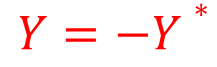 Y = −Y *